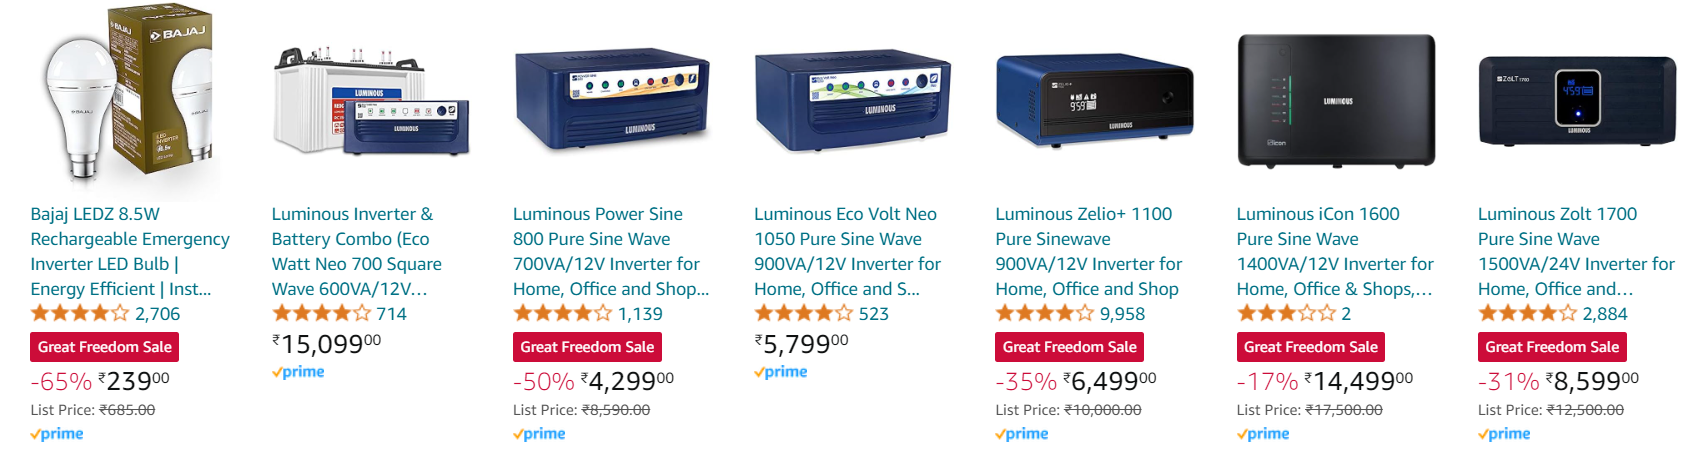 BAJAJ
BAJAJ
Bajaj LEDZ 8.5W
Rechargeable Emergency
Inverter LED Bulb |
Energy Efficient | Inst...
2,706
Great Freedom Sale
-65% ₹23900
List Price: ₹685.00
prime
LUMINOUS
LUMINOUS
Luminous Inverter &
Battery Combo (Eco
Watt Neo 700 Square
Wave 600VA/12V...
714
₹15,09900
prime
LUMINOUS
Luminous Power Sine
800 Pure Sine Wave
700VA/12V Inverter for
Home, Office and Shop...
1,139
Great Freedom Sale
-50% ₹4,29900
List Price: ₹8,590.00
prime
LUMINOUS
Luminous Eco Volt Neo
1050 Pure Sine Wave
900VA/12V Inverter for
Home, Office and S...
523
₹5,79900
prime
959
LUMINOUS
Luminous Zelio+ 1100
Pure Sinewave
900VA/12V Inverter for
Home, Office and Shop
9,958
Great Freedom Sale
-35% ₹6,49900
List Price: ₹10,000.00
prime
LUMINOUS
icon
Luminous iCon 1600
Pure Sine Wave
1400VA/12V Inverter for
Home, Office & Shops,...
2
Great Freedom Sale
-17% ₹14,49900
List Price: ₹17,500.00
prime
ZOLT 1700
459
LUMINOUS
Luminous Zolt 1700
Pure Sine Wave
1500VA/24V Inverter for
Home, Office and...
2,884
Great Freedom Sale
-31% ₹8,59900
List Price: ₹12,500.00
prime